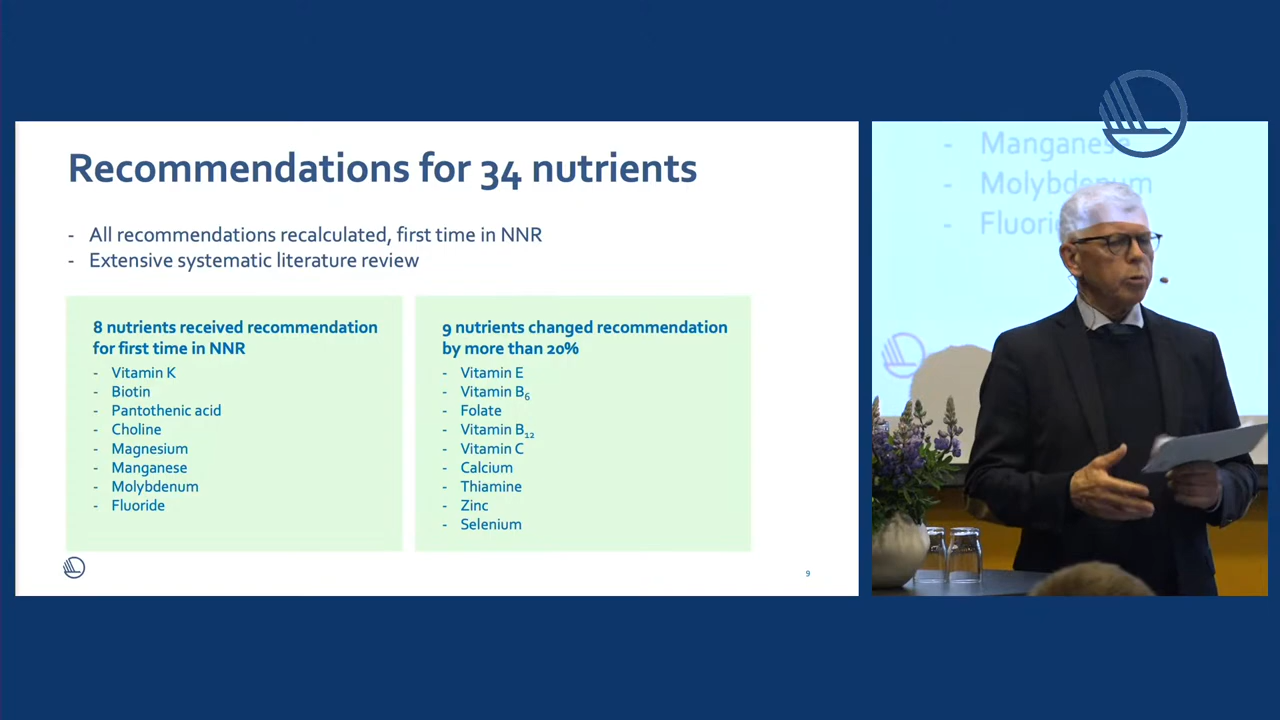 Recommendations for 34 nutrients
- All recommendations recalculated, first time in NNR
- Extensive systematic literature review
8 nutrients received recommendation
for first time in NNR
- Vitamin K
- Biotin
- Pantothenic acid
- Choline
- Magnesium
- Manganese
- Molybdenum
- Fluoride
9 nutrients changed recommendation
by more than 20%
- Vitamin E
- Vitamin B₆
- Folate
- Vitamin B₁₂
- Vitamin C
- Calcium
- Thiamine
- Zinc
- Selenium
9
- Manganese
- Molybdenum